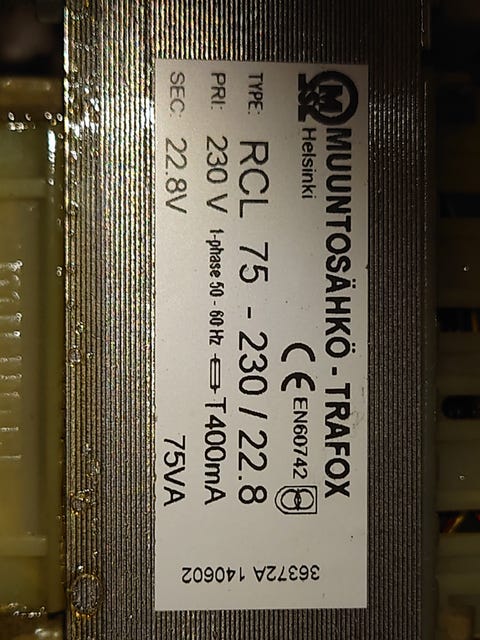 MUUNTOSÄHKÖ - TRAFOX
M
Helsinki
CE EN60742
TYPE: RCL 75 - 230 / 22.8
PRI: 230 V 1-phase 50 - 60 Hz T400mA
SEC: 22.8V 75VA
36372A 140602